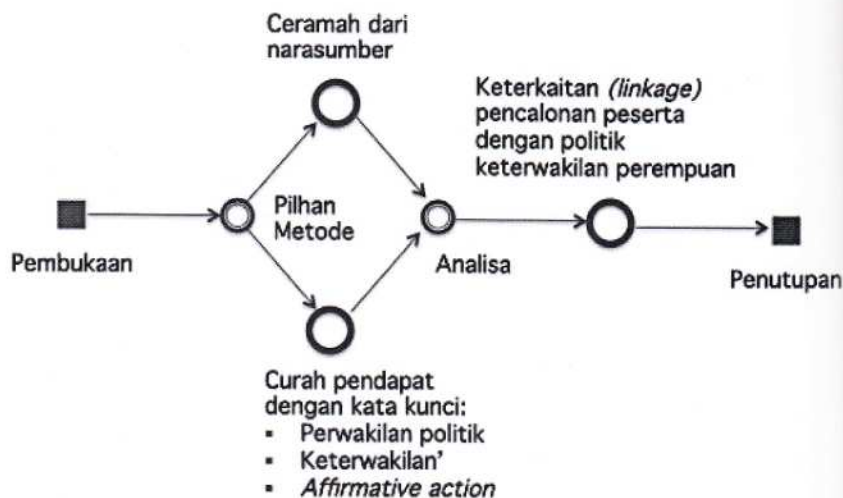 Ceramah dari
narasumber
Keterkaitan (linkage)
pencalonan peserta
dengan politik
keterwakilan perempuan
Pilhan
Metode
Pembukaan
Analisa
Penutupan
Curah pendapat
dengan kata kunci:
▪ Perwakilan politik
▪ Keterwakilan'
▪ Affirmative action